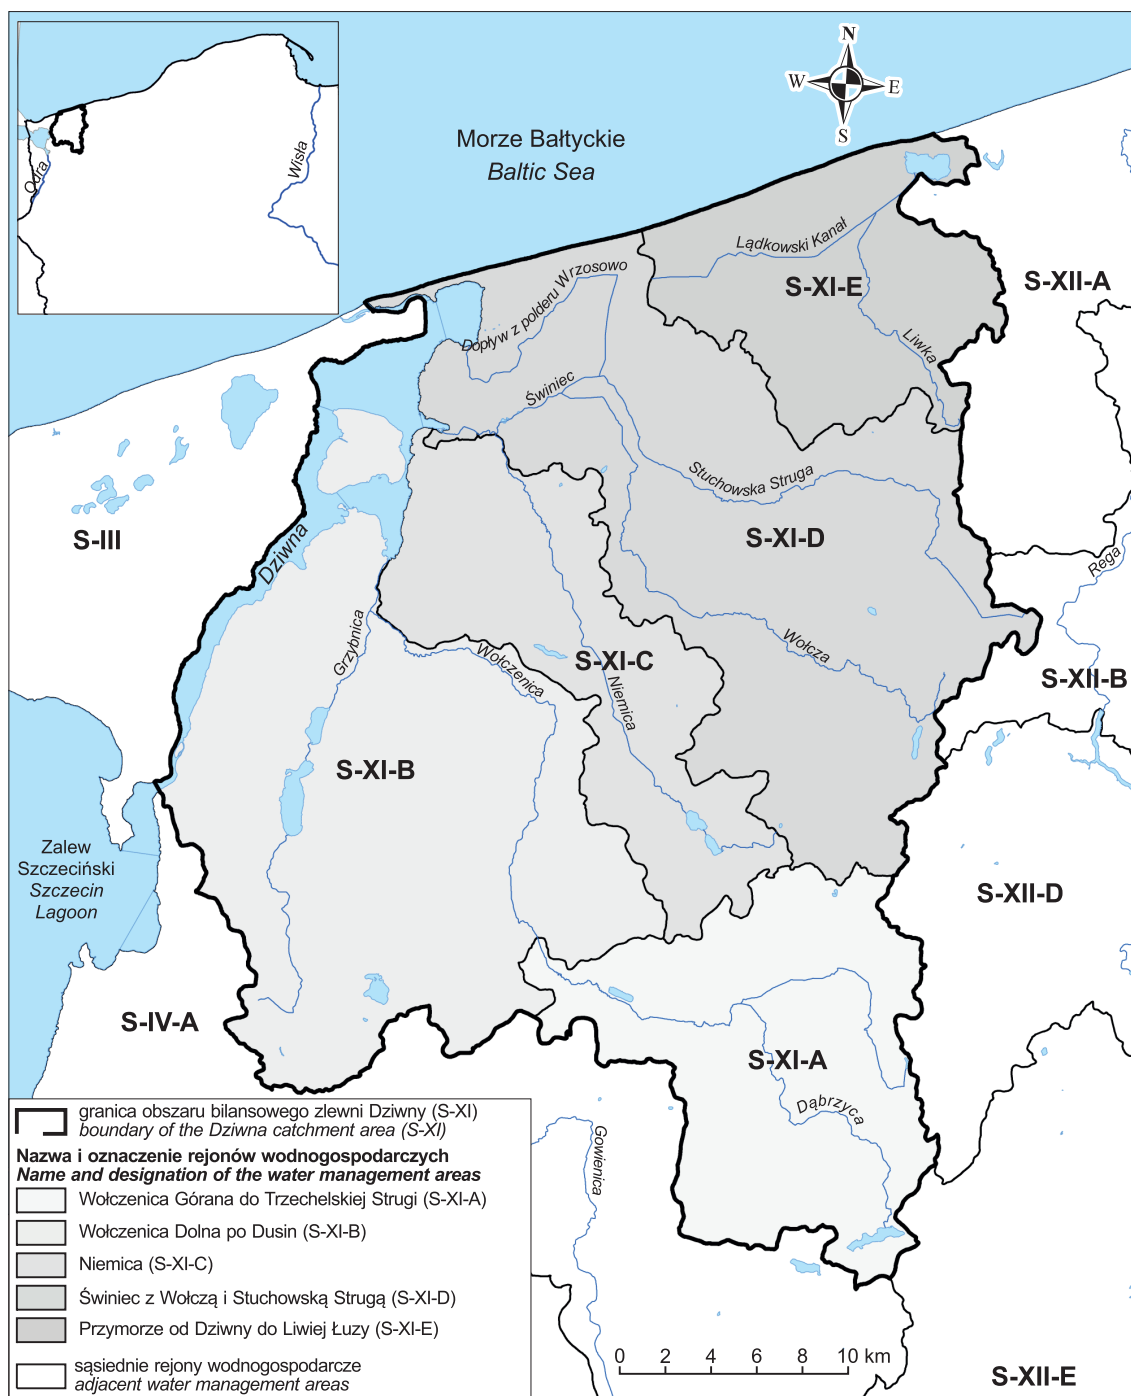 N
W
E
S
Odra
Wisła
Morze Bałtyckie
Baltic Sea
Lądkowski Kanał
S-XI-E
S-XII-A
Dopływ z polderu Wrzosowo
Liwka
Świniec
Stuchowska Struga
S-III
Dziwna
S-XI-D
Rega
Grzybnica
Wołczenica
S-XI-C
Niemica
Wołcza
S-XII-B
S-XI-B
Zalew
Szczeciński
Szczecin
Lagoon
S-XII-D
S-IV-A
S-XI-A
Dąbrzyca
Gowienica
granica obszaru bilansowego zlewni Dziwny (S-XI)
boundary of the Dziwna catchment area (S-XI)
Nazwa i oznaczenie rejonów wodnogospodarczych
Name and designation of the water management areas
Wołczenica Górana do Trzechelskiej Strugi (S-XI-A)
Wołczenica Dolna po Dusin (S-XI-B)
Niemica (S-XI-C)
Świniec z Wołczą i Stuchowską Strugą (S-XI-D)
Przymorze od Dziwny do Liwiej Łuzy (S-XI-E)
sąsiednie rejony wodnogospodarcze
adjacent water management areas
0 2 4 6 8 10 km
S-XII-E